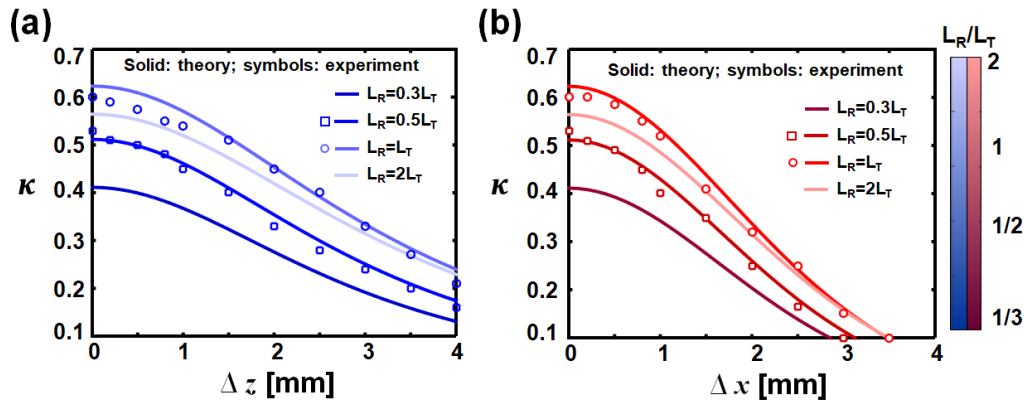 (a)
Solid: theory; symbols: experiment
L_R=0.3L_T
L_R=0.5L_T
L_R=L_T
L_R=2L_T
κ
0.7
0.6
0.5
0.4
0.3
0.2
0.1
0 1 2 3 4
Δ z [mm]
(b)
Solid: theory; symbols: experiment
L_R=0.3L_T
L_R=0.5L_T
L_R=L_T
L_R=2L_T
κ
0.7
0.6
0.5
0.4
0.3
0.2
0.1
0 1 2 3 4
Δ x [mm]
L_R/L_T
2
1
1/2
1/3